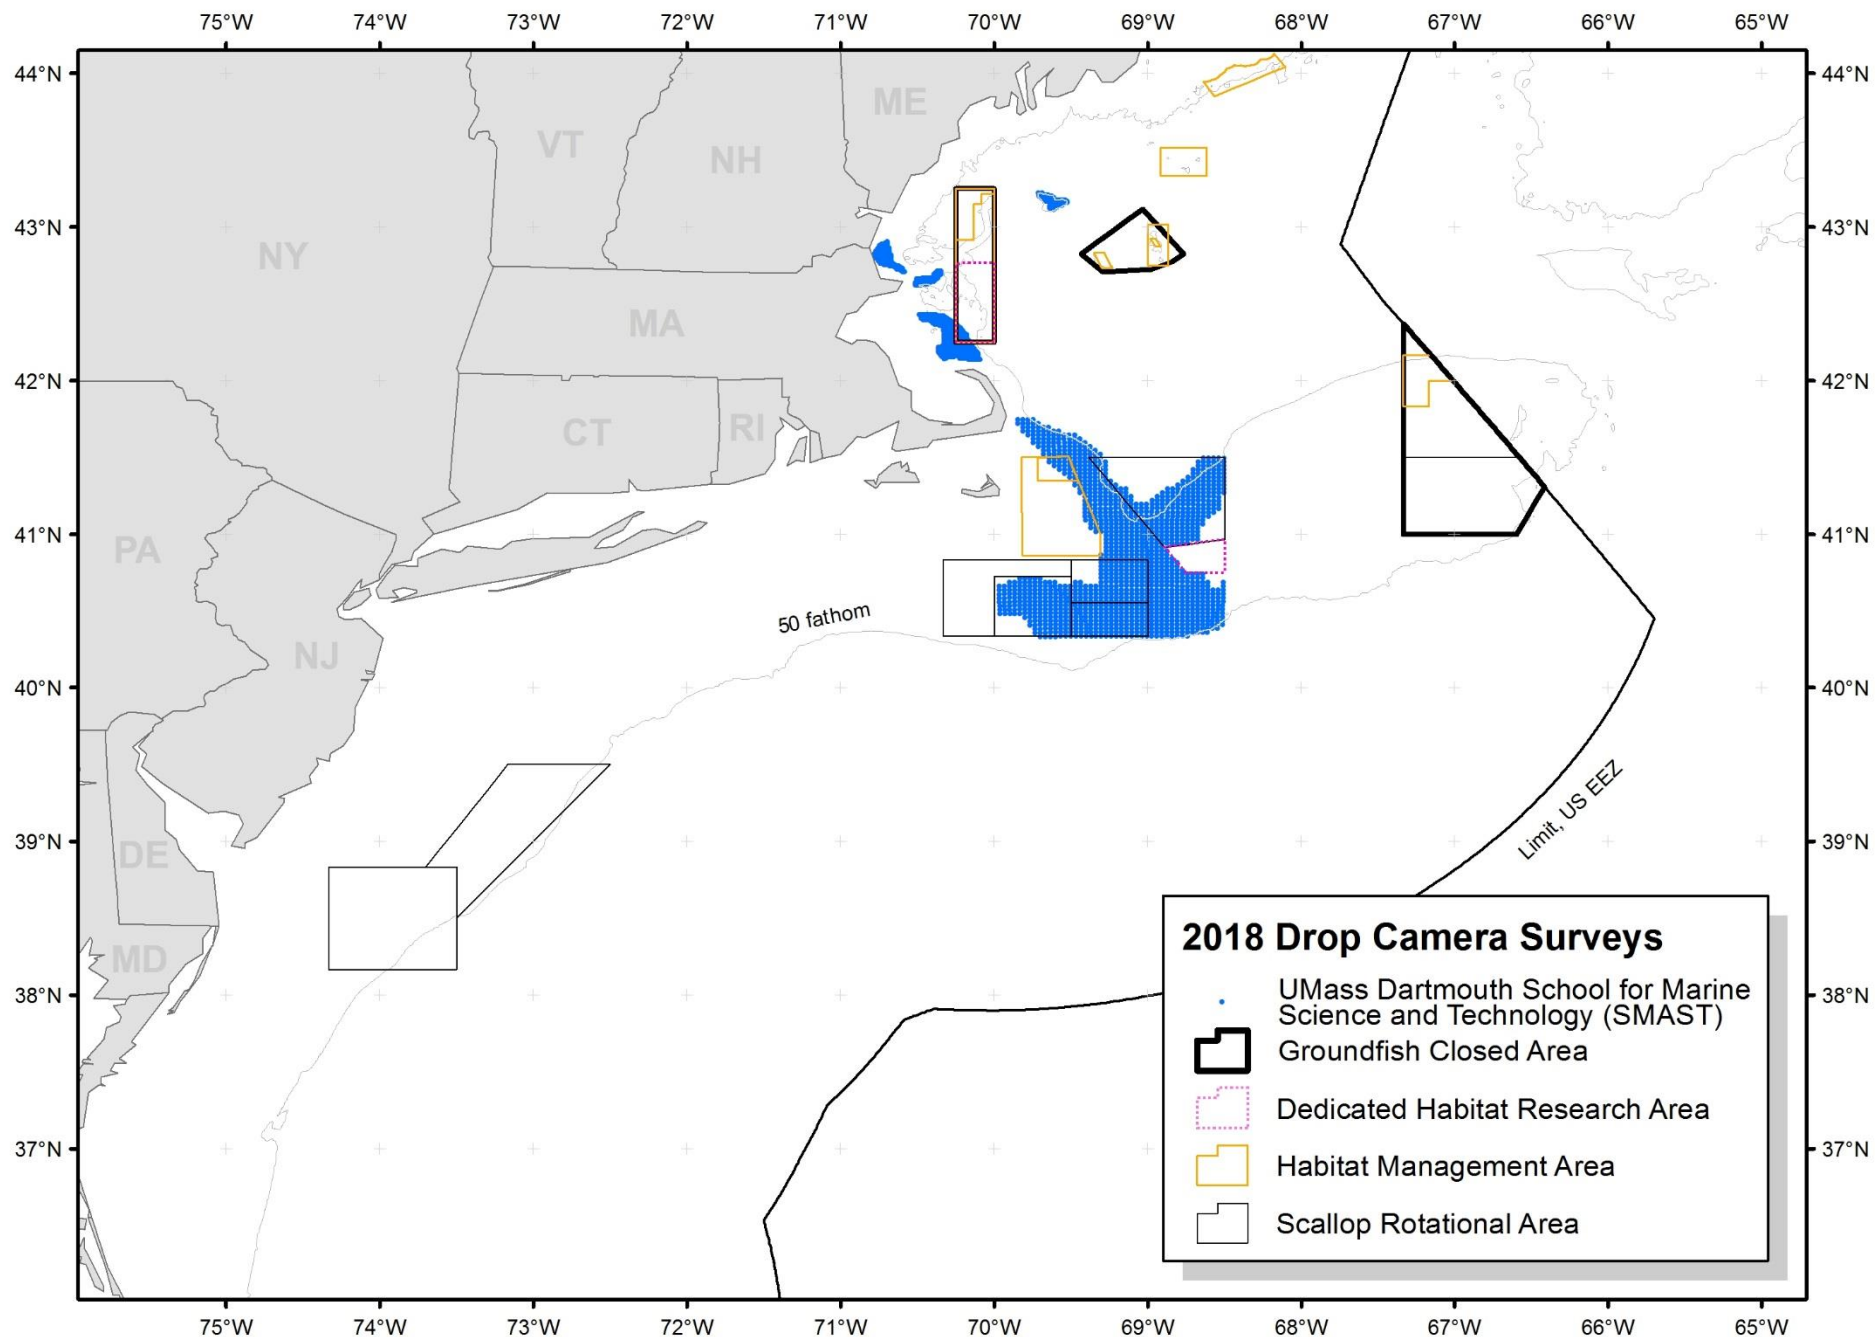 75°W 74°W 73°W 72°W 71°W 70°W 69°W 68°W 67°W 66°W 65°W
44°N 44°N
ME
VT
NH
43°N 43°N
NY
MA
42°N 42°N
CT
RI
41°N 41°N
PA
50 fathom
NJ
40°N 40°N
Limit, US EEZ
39°N 39°N
DE
2018 Drop Camera Surveys
MD
UMass Dartmouth School for Marine
Science and Technology (SMAST)
38°N 38°N
Groundfish Closed Area
Dedicated Habitat Research Area
37°N 37°N
Habitat Management Area
Scallop Rotational Area
75°W 74°W 73°W 72°W 71°W 70°W 69°W 68°W 67°W 66°W 65°W